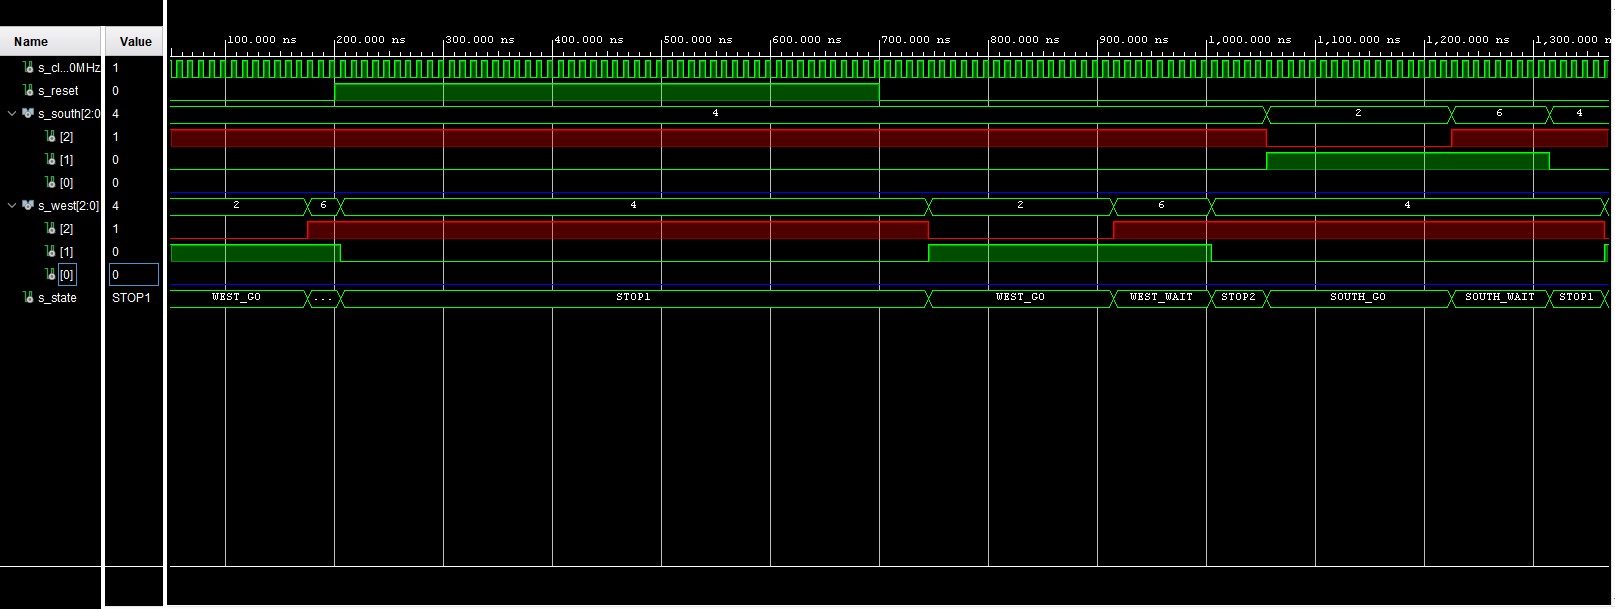 Name Value
100.000 ns 200.000 ns 300.000 ns 400.000 ns 500.000 ns 600.000 ns 700.000 ns 800.000 ns 900.000 ns 1,000.000 ns 1,100.000 ns 1,200.000 ns 1,300.000 n
s_cl...0MHz 1
s_reset 0
s_south[2:0 4 4 2 6 4
[2] 1
[1] 0
[0] 0
s_west[2:0] 4 2 6 4 2 6 4
[2] 1
[1] 0
[0] 0
s_state STOP1 WEST_GO ... STOP1 WEST_GO WEST_WAIT STOP2 SOUTH_GO SOUTH_WAIT STOP1